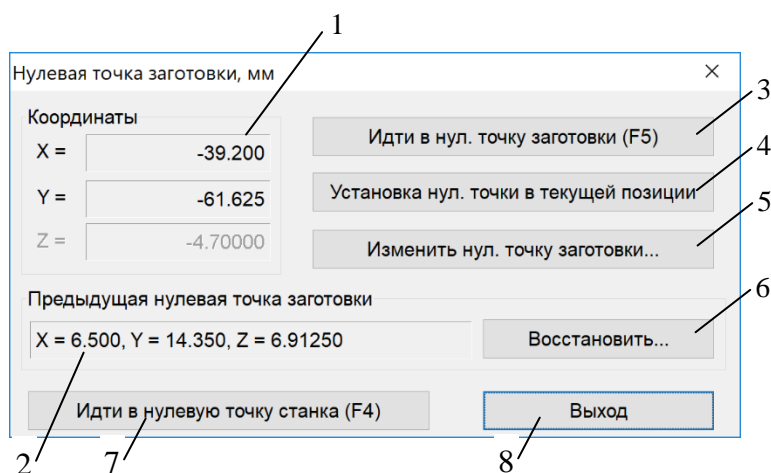 1
Нулевая точка заготовки, мм
Координаты
X = -39.200
Y = -61.625
Z = -4.70000
Идти в нул. точку заготовки (F5)
3
Установка нул. точки в текущей позиции
4
Изменить нул. точку заготовки...
5
Предыдущая нулевая точка заготовки
6
X = 6.500, Y = 14.350, Z = 6.91250
Восстановить...
Идти в нулевую точку станка (F4)
Выход
2
7
8